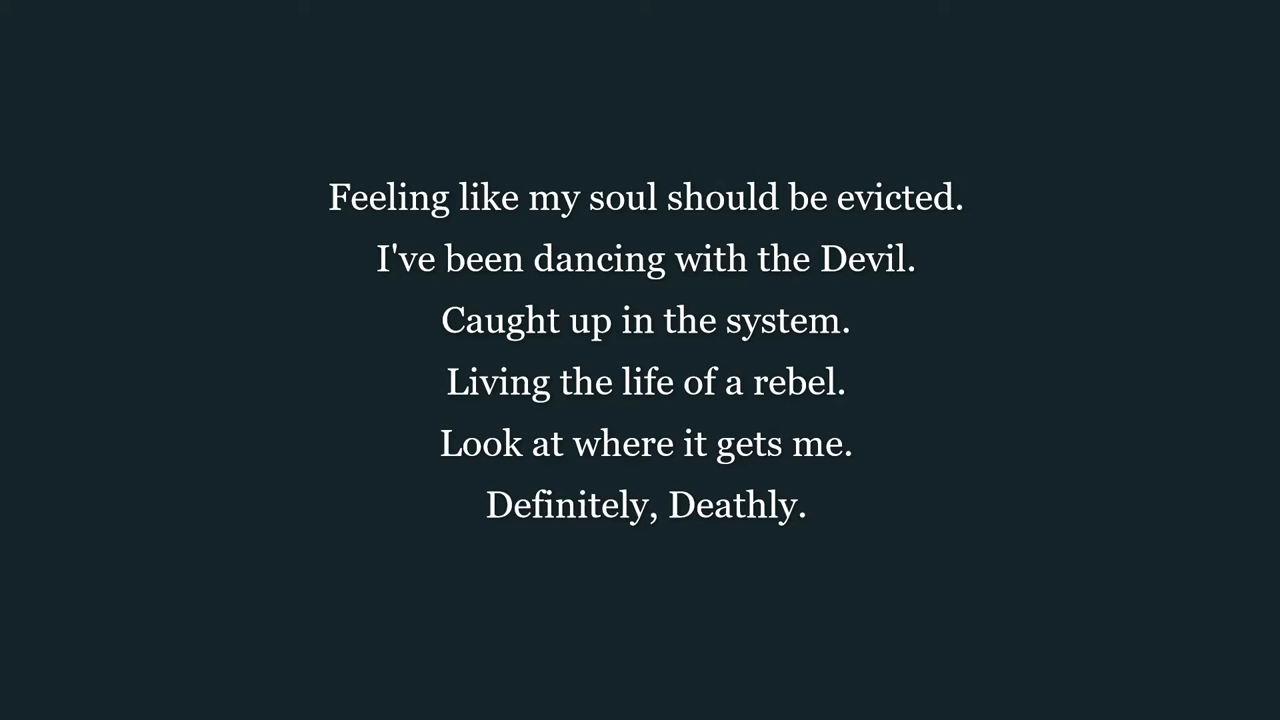 Feeling like my soul should be evicted.
I've been dancing with the Devil.
Caught up in the system.
Living the life of a rebel.
Look at where it gets me.
Definitely, Deathly.